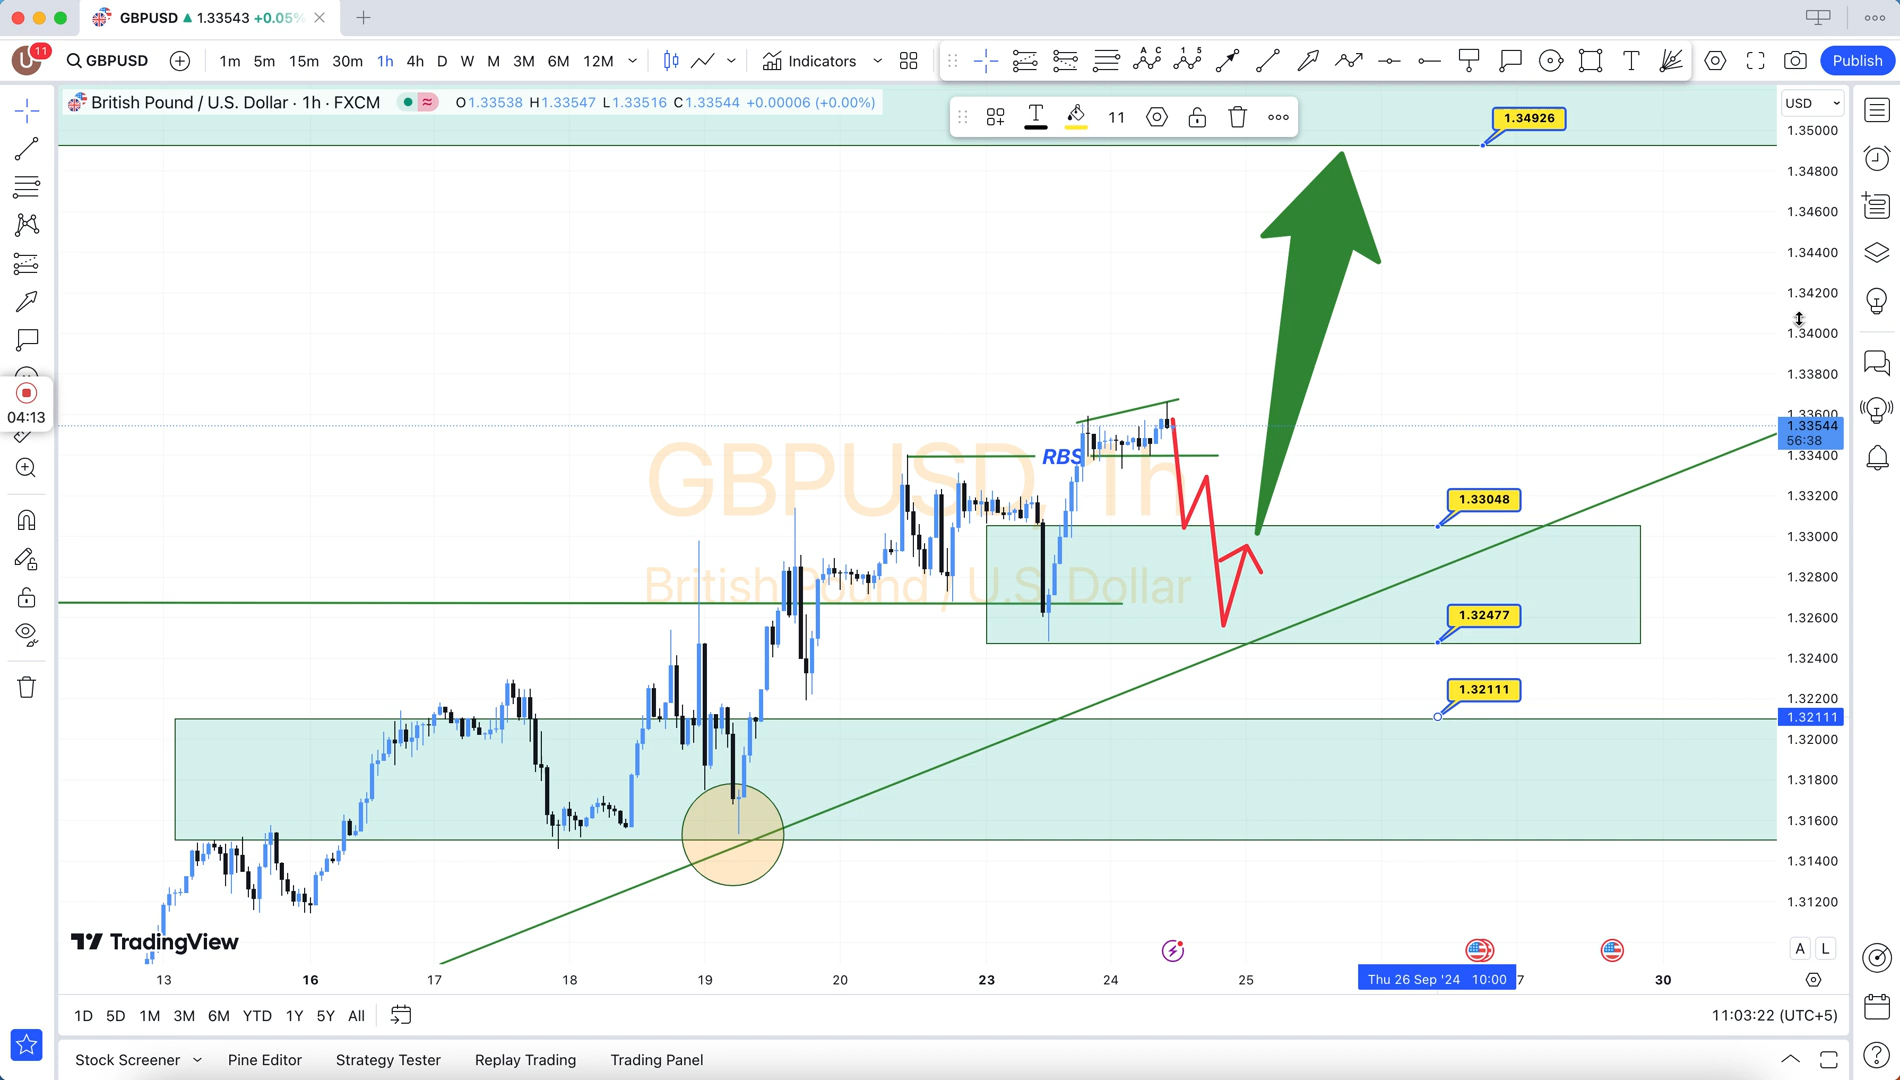 GBPUSD ▲ 1.33543 +0.05%
U 11 GBPUSD 1m 5m 15m 30m 1h 4h D W M 3M 6M 12M Indicators Publish
British Pound / U.S. Dollar · 1h · FXCM O1.33538 H1.33547 L1.33516 C1.33544 +0.00006 (+0.00%)
T 11
USD
1.34926
1.35000
1.34800
1.34600
1.34400
1.34200
1.34000
1.33800
1.33600
04:13
1.33544
56:38
RBS
1.33400
GBPUSD, 1h
British Pound / U.S. Dollar
1.33200
1.33048
1.33000
1.32800
1.32600
1.32477
1.32400
1.32200
1.32111
1.32111
1.32000
1.31800
1.31600
1.31400
1.31200
TradingView
A L
13 16 17 18 19 20 23 24 25 Thu 26 Sep '24 10:00 7 30
1D 5D 1M 3M 6M YTD 1Y 5Y All 11:03:22 (UTC+5)
Stock Screener Pine Editor Strategy Tester Replay Trading Trading Panel